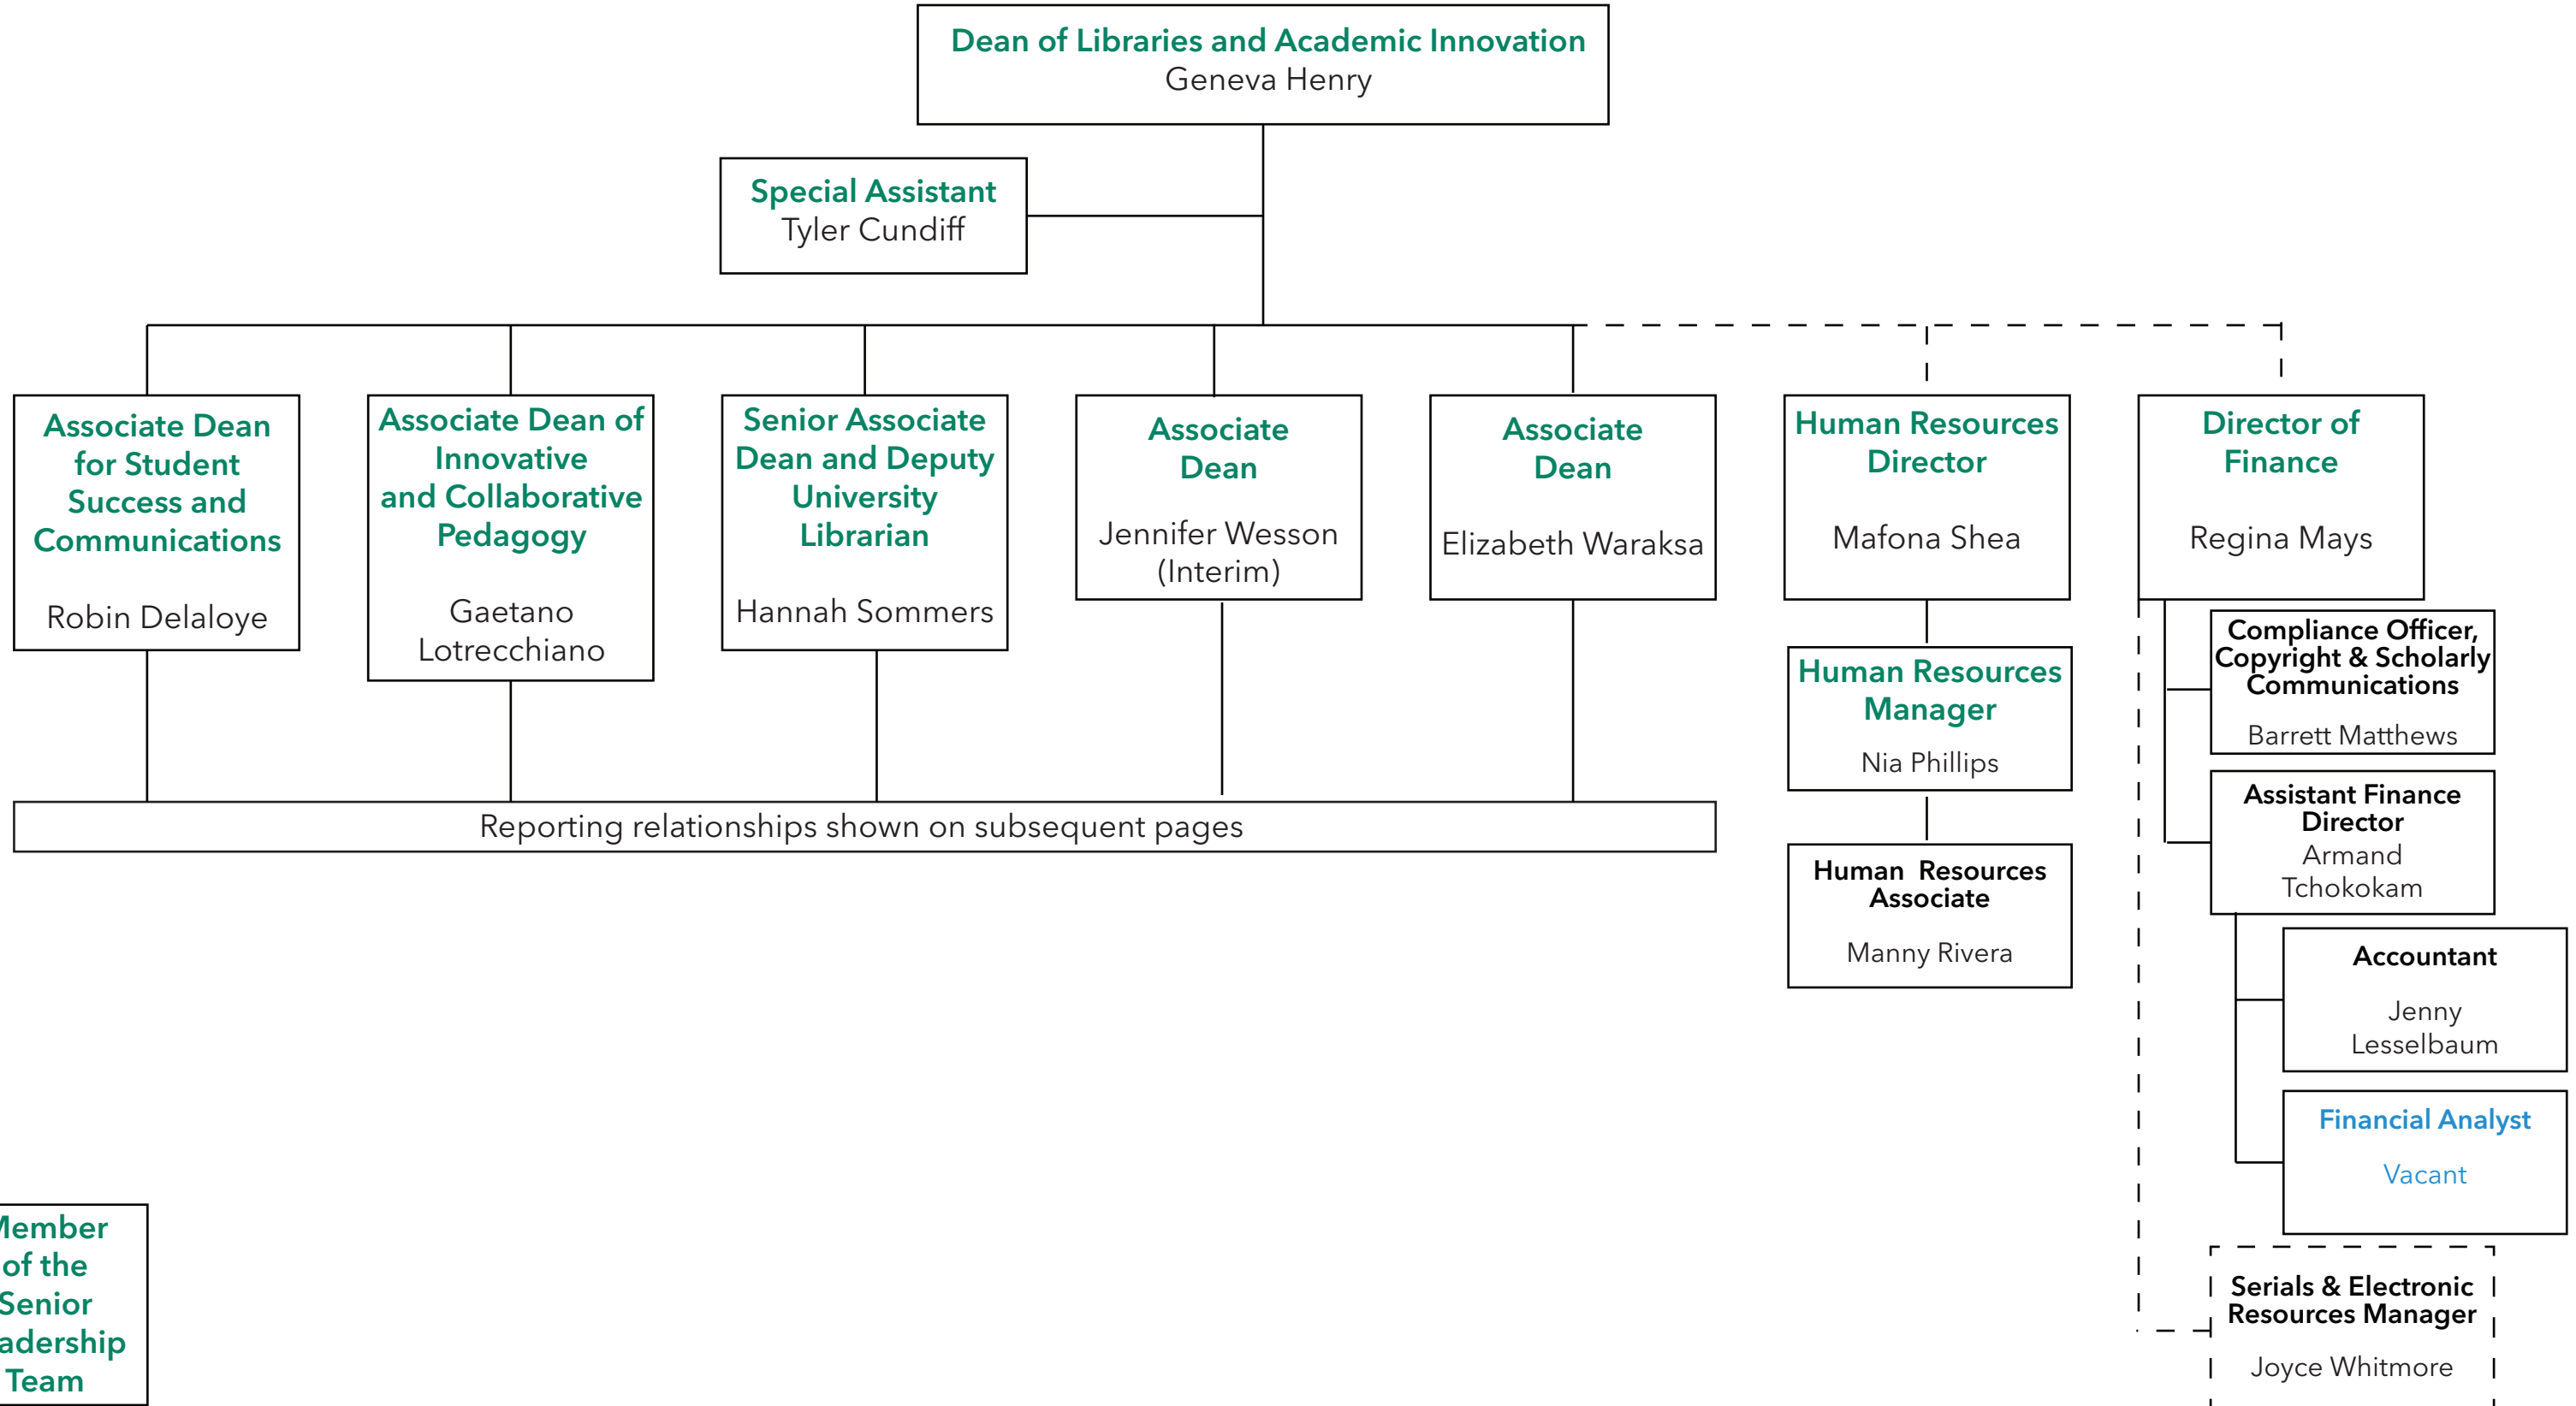 Dean of Libraries and Academic Innovation
Geneva Henry
Special Assistant
Tyler Cundiff
Associate Dean
for Student
Success and
Communications
Robin Delaloye
Associate Dean of
Innovative
and Collaborative
Pedagogy
Gaetano
Lotrecchiano
Senior Associate
Dean and Deputy
University
Librarian
Hannah Sommers
Associate
Dean
Jennifer Wesson
(Interim)
Associate
Dean
Elizabeth Waraksa
Human Resources
Director
Mafona Shea
Director of
Finance
Regina Mays
Reporting relationships shown on subsequent pages
Human Resources
Manager
Nia Phillips
Human Resources
Associate
Manny Rivera
Compliance Officer,
Copyright & Scholarly
Communications
Barrett Matthews
Assistant Finance
Director
Armand
Tchokokam
Accountant
Jenny
Lesselbaum
Financial Analyst
Vacant
Serials & Electronic
Resources Manager
Joyce Whitmore
Member
of the
Senior
adership
Team